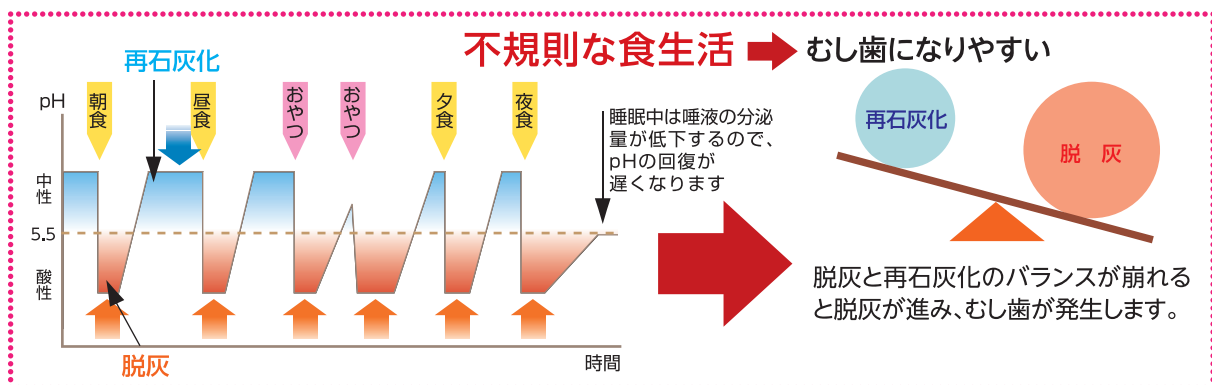 不規則な食生活
むし歯になりやすい
再石灰化
pH
朝食
昼食
おやつ
おやつ
夕食
夜食
睡眠中は唾液の分泌
量が低下するので、
pHの回復が
遅くなります
中性
5.5
酸性
脱灰
時間
再石灰化
脱 灰
脱灰と再石灰化のバランスが崩れる
と脱灰が進み、むし歯が発生します。